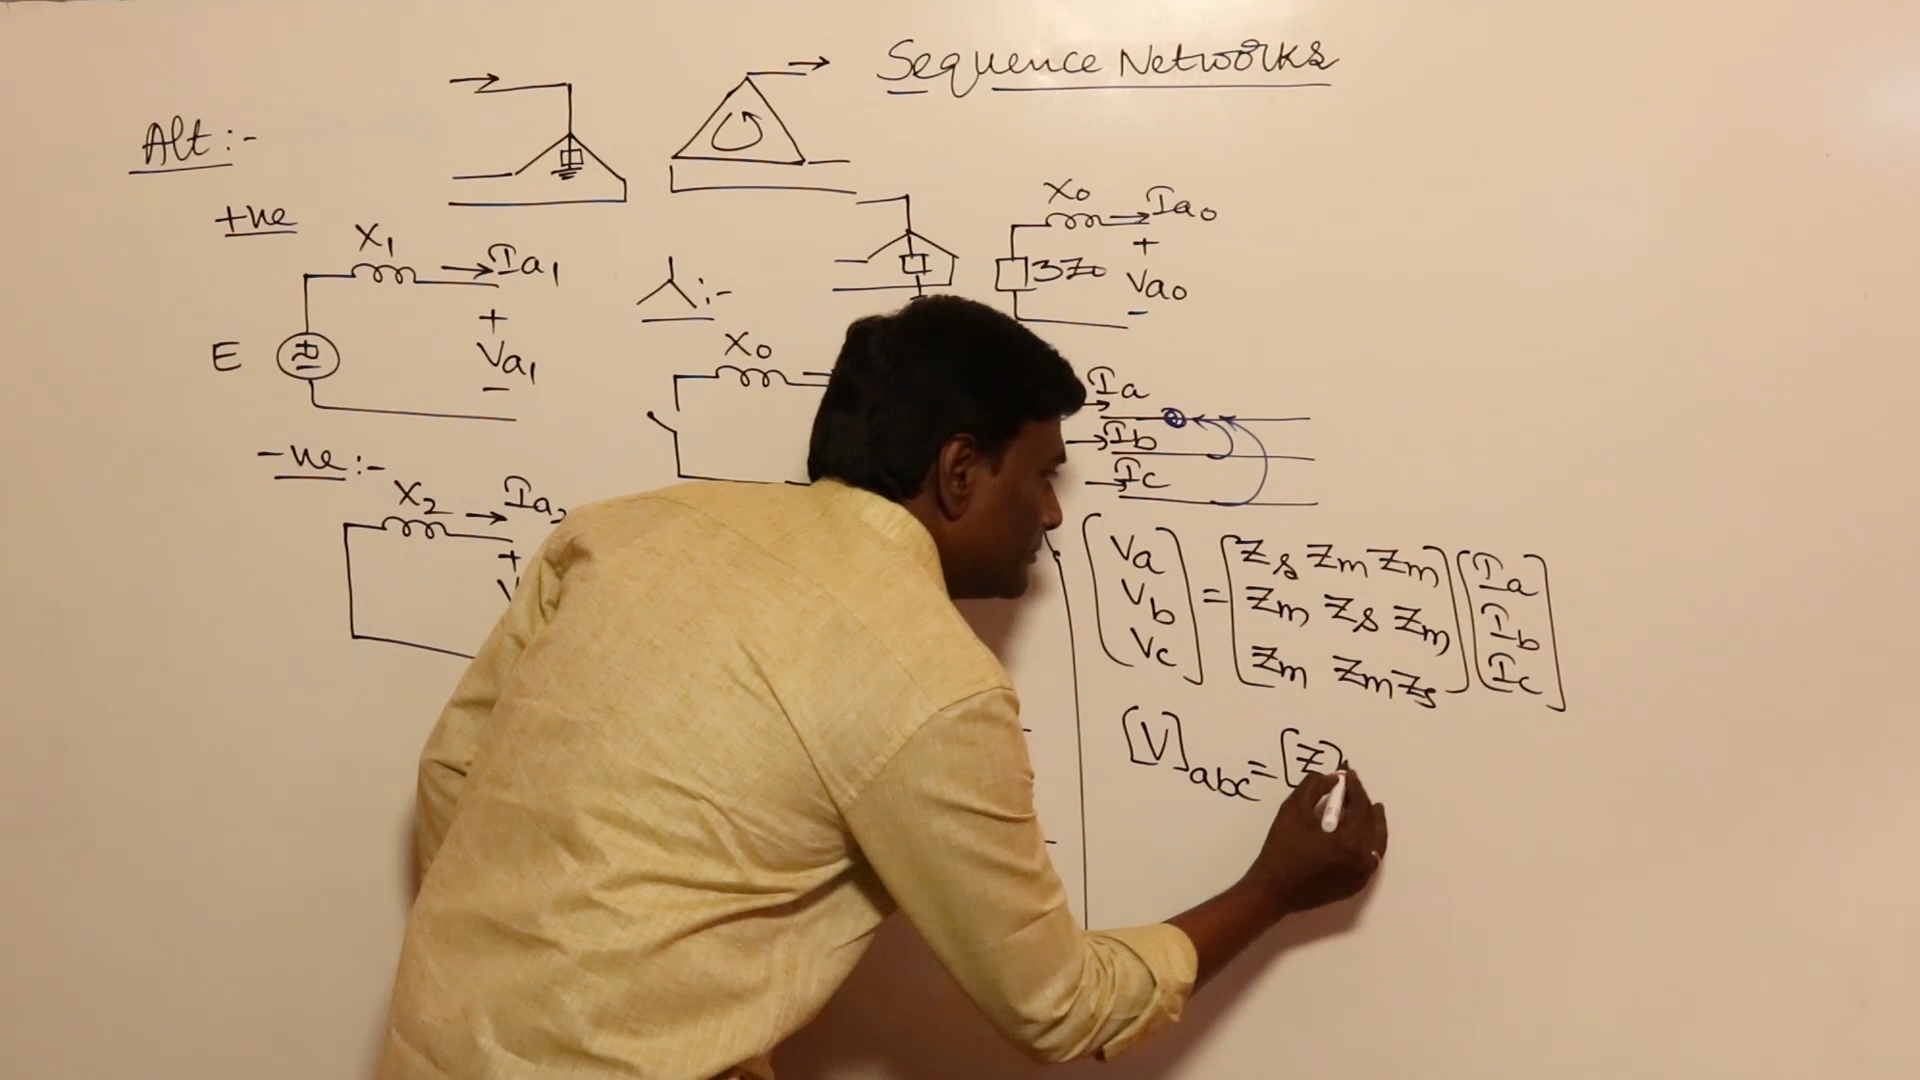 Sequence Networks
Alt:-
+ve
X1
Ia1
+
Va1
-
E
-ve:-
X2
Ia2
+
V
人:-
X0
X0
Ia0
+
3Z0
Va0
-
Ia
Ib
Ic
[Va Vb Vc] = [Zs Zm Zm Zm Zs Zm Zm Zm Zs] [Ia Ib Ic]
[V]abc = [Z]